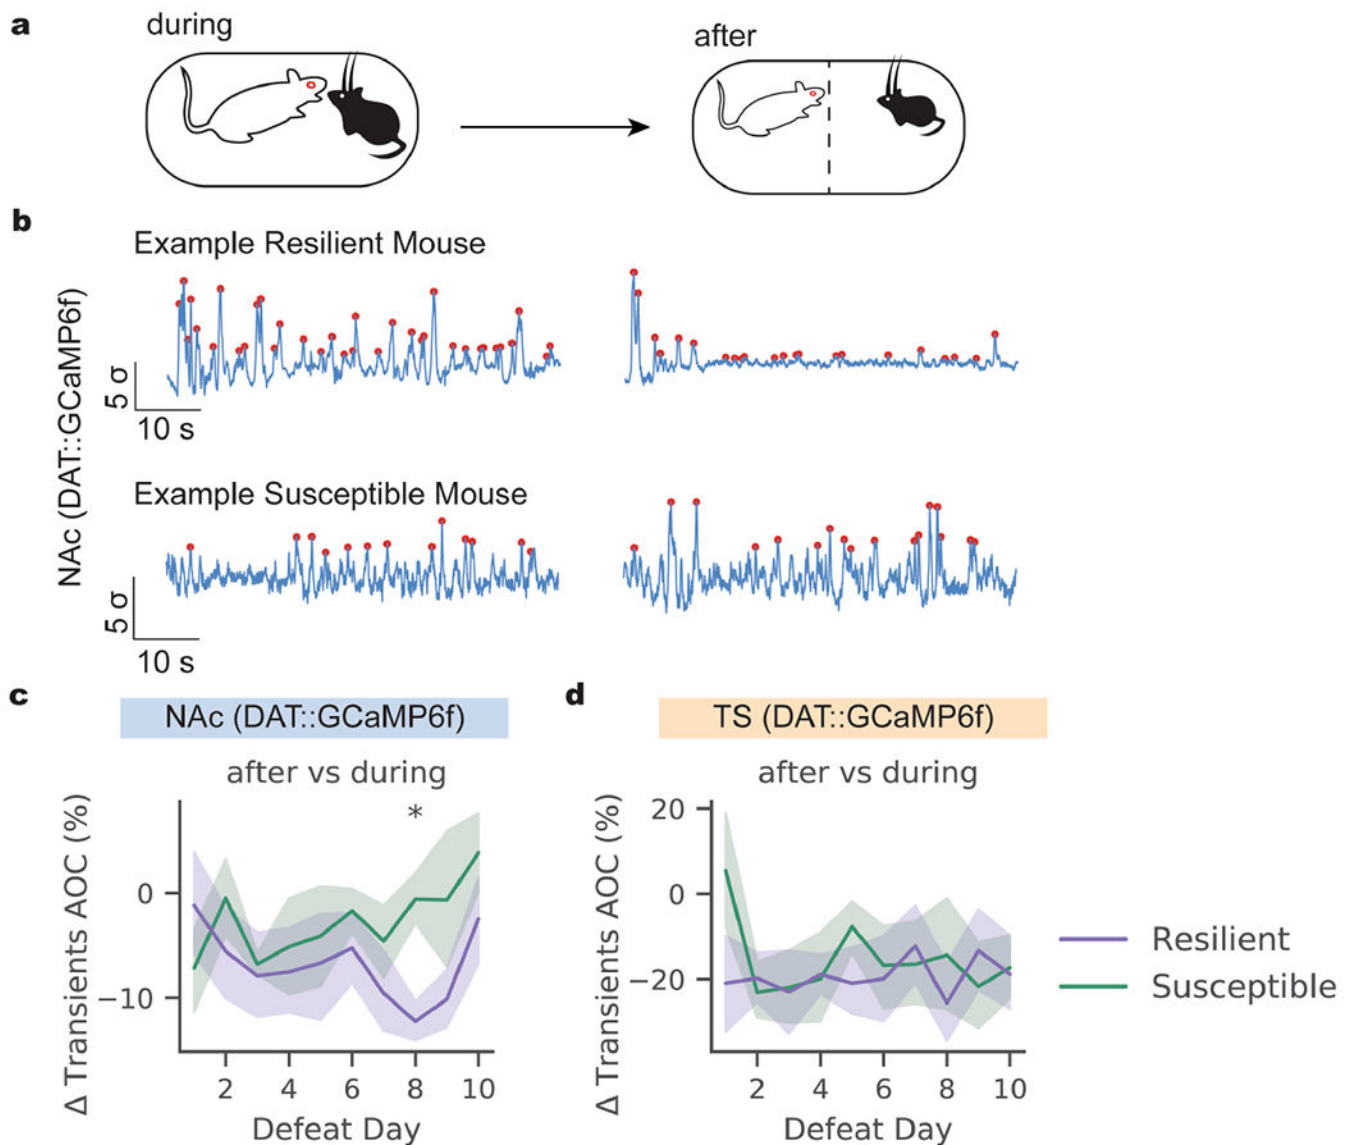 a
during
after
b
Example Resilient Mouse
NAc (DAT::GCaMP6f)
5 σ
10 s
Example Susceptible Mouse
5 σ
10 s
c
NAc (DAT::GCaMP6f)
after vs during
*
Δ Transients AOC (%)
0
−10
2 4 6 8 10
Defeat Day
d
TS (DAT::GCaMP6f)
after vs during
Δ Transients AOC (%)
20
0
−20
2 4 6 8 10
Defeat Day
Resilient
Susceptible